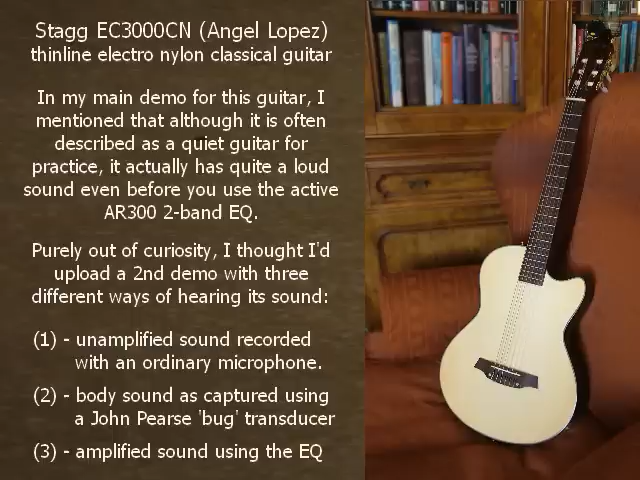 Stagg EC3000CN (Angel Lopez)
thinline electro nylon classical guitar
In my main demo for this guitar, I
mentioned that although it is often
described as a quiet guitar for
practice, it actually has quite a loud
sound even before you use the active
AR300 2-band EQ.
Purely out of curiosity, I thought I'd
upload a 2nd demo with three
different ways of hearing its sound:
(1) - unamplified sound recorded
with an ordinary microphone.
(2) - body sound as captured using
a John Pearse 'bug' transducer
(3) - amplified sound using the EQ